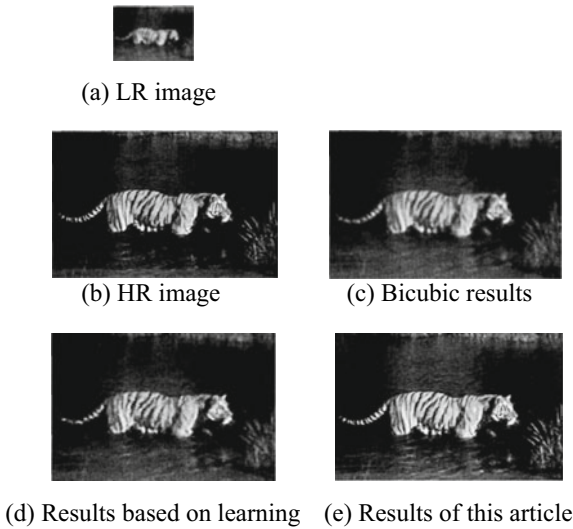 (a) LR image
(b) HR image
(c) Bicubic results
(d) Results based on learning
(e) Results of this article